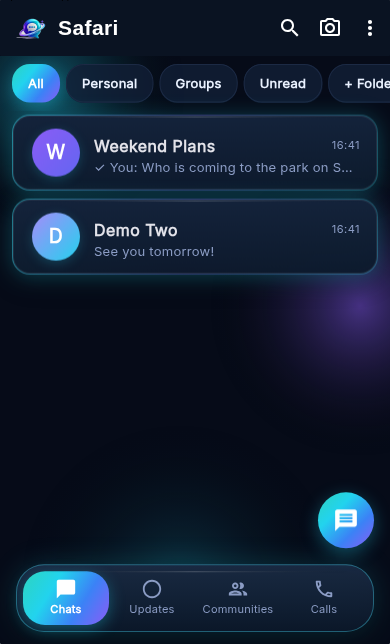 Safari
All
Personal
Groups
Unread
+ Folde
W
Weekend Plans
16:41
✓ You: Who is coming to the park on S...
D
Demo Two
16:41
See you tomorrow!
Chats
Updates
Communities
Calls